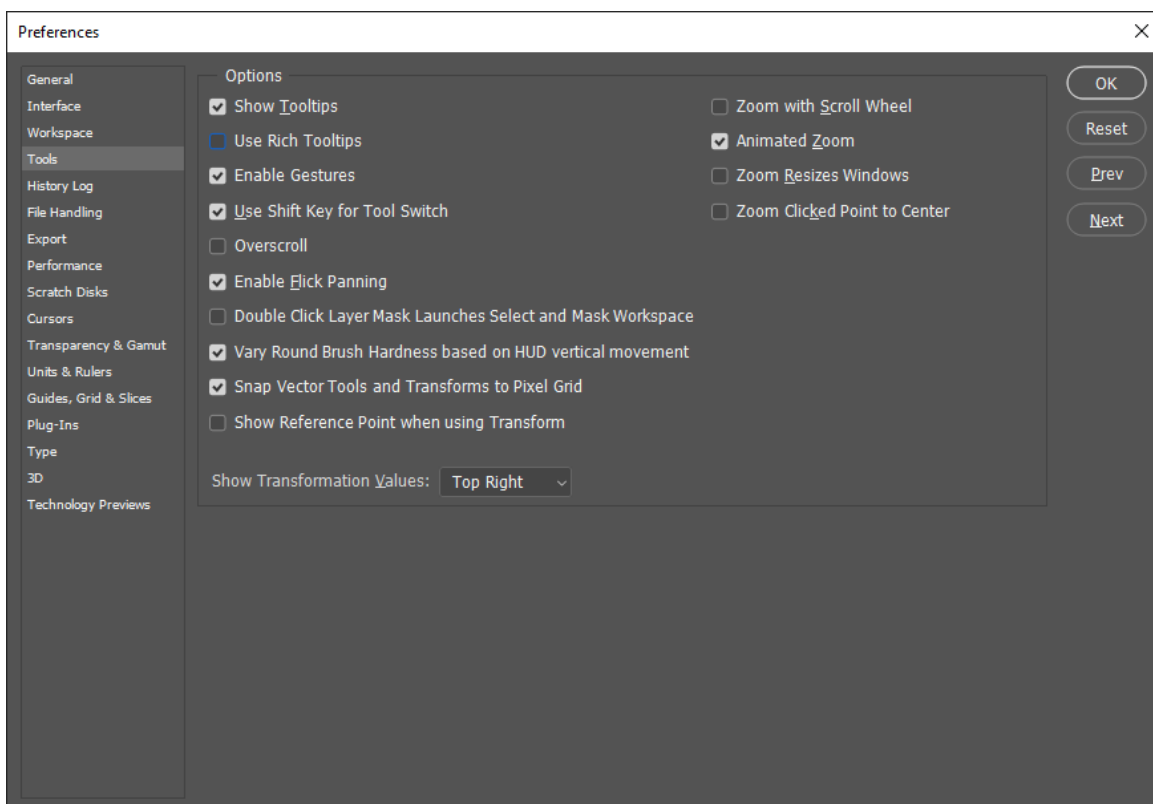 Preferences
General
Interface
Workspace
Tools
History Log
File Handling
Export
Performance
Scratch Disks
Cursors
Transparency & Gamut
Units & Rulers
Guides, Grid & Slices
Plug-Ins
Type
3D
Technology Previews
Options
Show Tooltips
Use Rich Tooltips
Enable Gestures
Use Shift Key for Tool Switch
Overscroll
Enable Flick Panning
Double Click Layer Mask Launches Select and Mask Workspace
Vary Round Brush Hardness based on HUD vertical movement
Snap Vector Tools and Transforms to Pixel Grid
Show Reference Point when using Transform
Show Transformation Values: Top Right
Zoom with Scroll Wheel
Animated Zoom
Zoom Resizes Windows
Zoom Clicked Point to Center
OK
Reset
Prev
Next